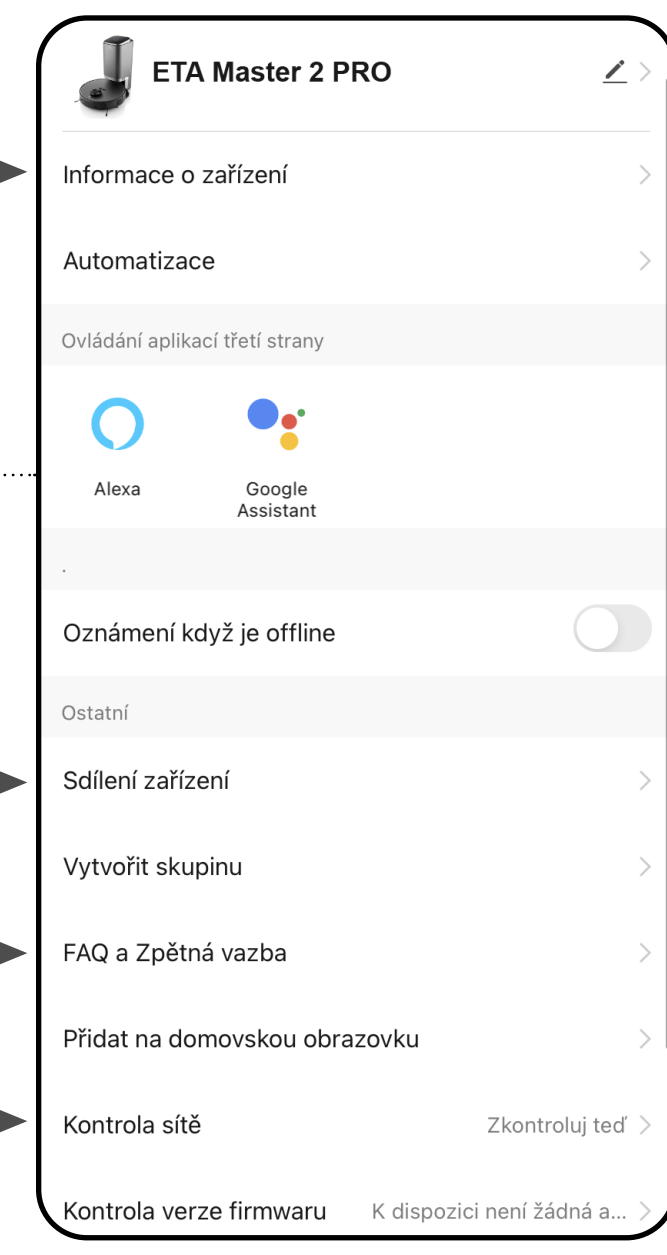 ETA Master 2 PRO
Informace o zařízení
Automatizace
Ovládání aplikací třetí strany
Alexa
Google
Assistant
.
Oznámení když je offline
Ostatní
Sdílení zařízení
Vytvořit skupinu
FAQ a Zpětná vazba
Přidat na domovskou obrazovku
Kontrola sítě Zkontroluj teď
Kontrola verze firmwaru K dispozici není žádná a...